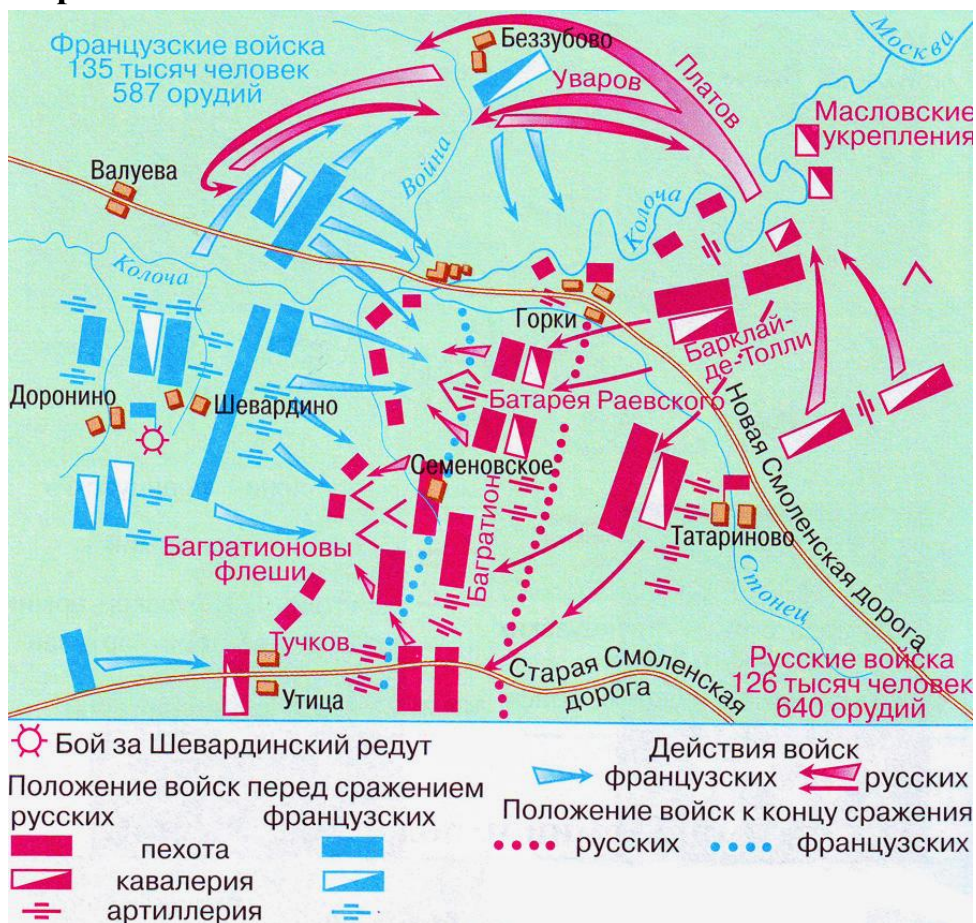 Французские войска
135 тысяч человек
587 орудий
Беззубово
Москва
Уваров
Платов
Масловские
укрепления
Валуева
Война
Колоча
Колоча
Горки
Барклай-
де-Толли
Доронино
Шевардино
Батарея Раевского
Новая Смоленская дорога
Семеновское
Татариново
Багратионовы
флеши
Багратион
Стонец
Тучков
Утица
Старая Смоленская
дорога
Русские войска
126 тысяч человек
640 орудий
Бой за Шевардинский редут
Положение войск перед сражением
русских французских
пехота
кавалерия
артиллерия
Действия войск
французских русских
Положение войск к концу сражения
русских французских